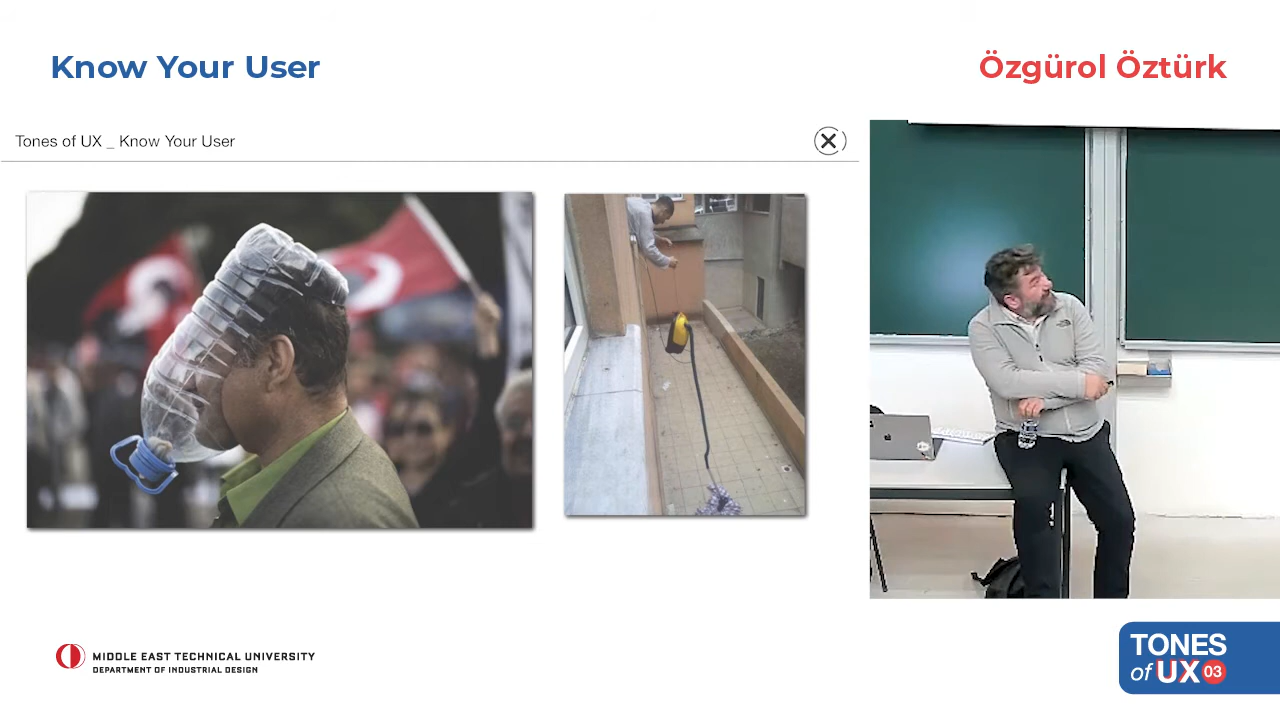 Know Your User
Özgürol Öztürk
Tones of UX _ Know Your User
MIDDLE EAST TECHNICAL UNIVERSITY
DEPARTMENT OF INDUSTRIAL DESIGN
TONES
of UX 03